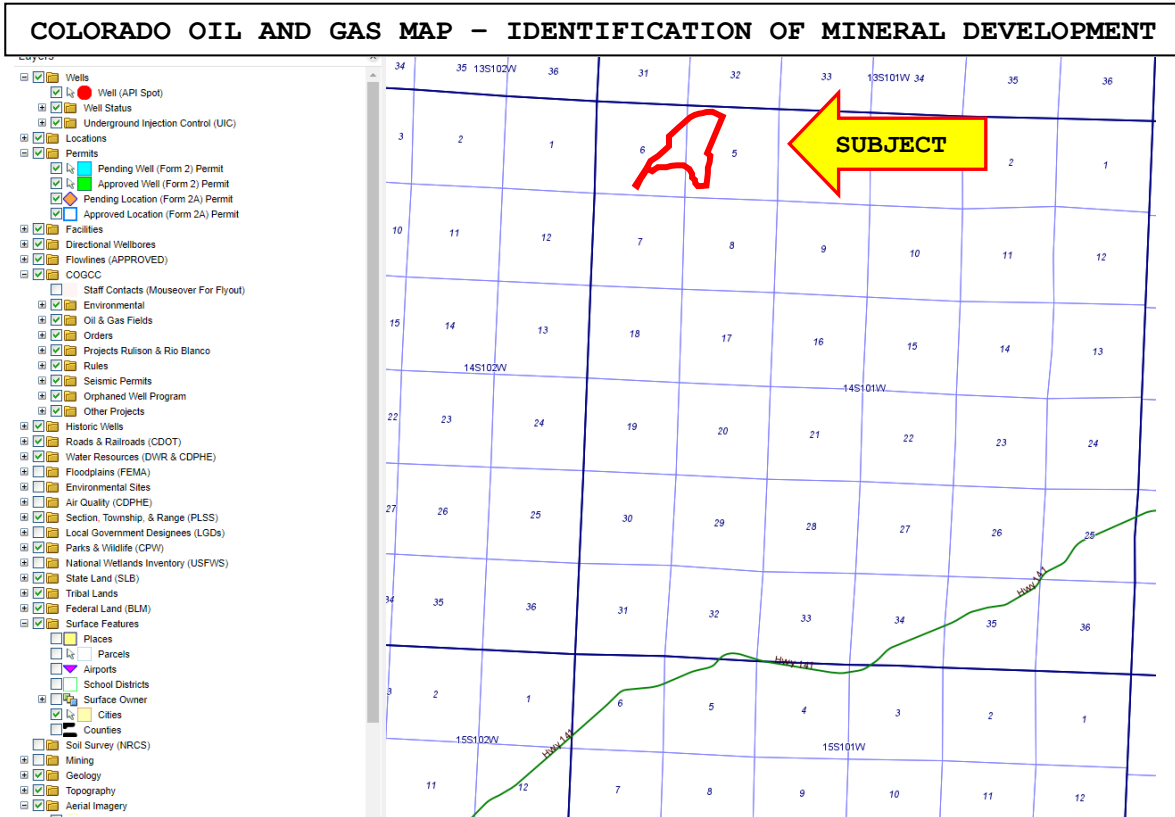 COLORADO OIL AND GAS MAP – IDENTIFICATION OF MINERAL DEVELOPMENT
Wells
Well (API Spot)
Well Status
Underground Injection Control (UIC)
Locations
Permits
Pending Well (Form 2) Permit
Approved Well (Form 2) Permit
Pending Location (Form 2A) Permit
Approved Location (Form 2A) Permit
Facilities
Directional Wellbores
Flowlines (APPROVED)
COGCC
Staff Contacts (Mouseover For Flyout)
Environmental
Oil & Gas Fields
Orders
Projects Rulison & Rio Blanco
Rules
Seismic Permits
Orphaned Well Program
Other Projects
Historic Wells
Roads & Railroads (CDOT)
Water Resources (DWR & CDPHE)
Floodplains (FEMA)
Environmental Sites
Air Quality (CDPHE)
Section, Township, & Range (PLSS)
Local Government Designees (LGDs)
Parks & Wildlife (CPW)
National Wetlands Inventory (USFWS)
State Land (SLB)
Tribal Lands
Federal Land (BLM)
Surface Features
Places
Parcels
Airports
School Districts
Surface Owner
Cities
Counties
Soil Survey (NRCS)
Mining
Geology
Topography
Aerial Imagery
34 35 13S102W 36 31 32 33 13S101W 34 35 36
3 2 1 6 5 SUBJECT 2 1
10 11 12 7 8 9 10 11 12
15 14 13 18 17 16 15 14 13
14S102W 14S101W
22 23 24 19 20 21 22 23 24
27 26 25 30 29 28 27 26 25
Hwy 141
34 35 36 31 32 33 34 35 36
Hwy 141
3 2 1 6 5 4 3 2 1
15S102W Hwy 141 15S101W
11 12 7 8 9 10 11 12